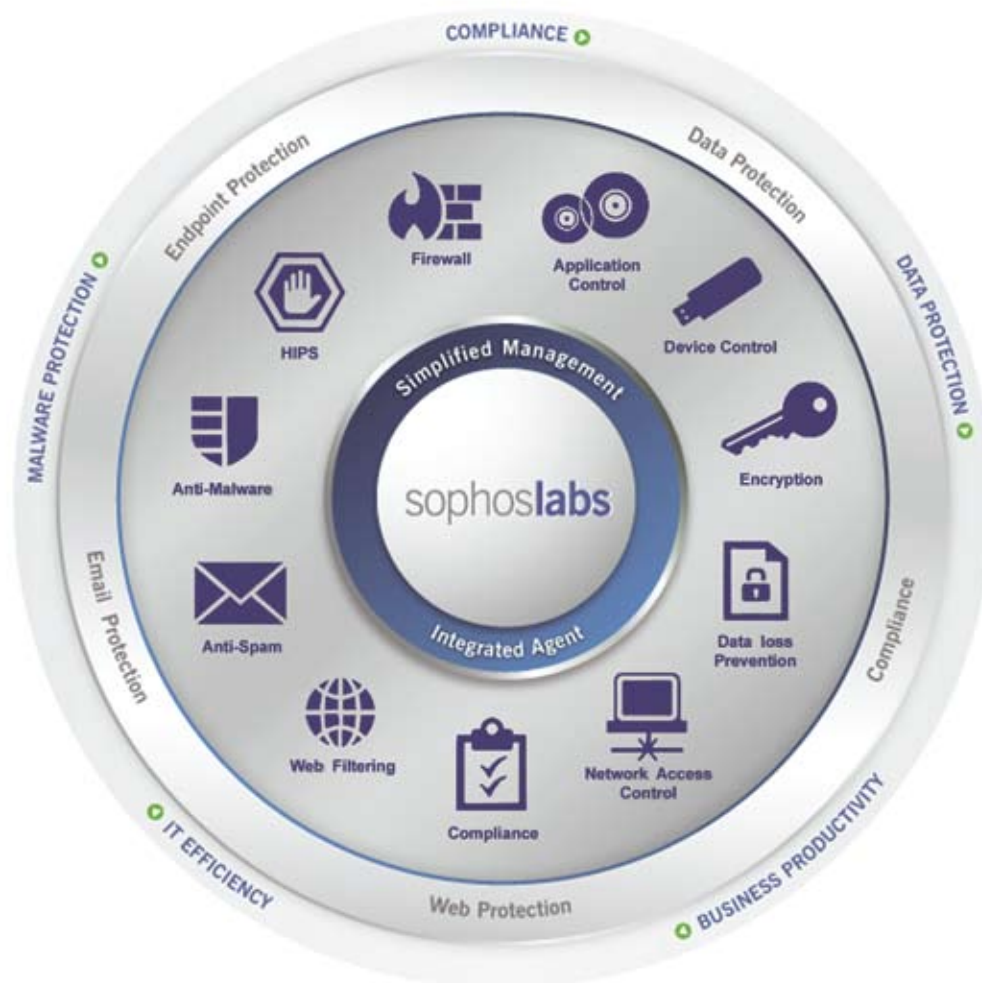 COMPLIANCE
Endpoint Protection
Data Protection
MALWARE PROTECTION
DATA PROTECTION
Firewall
Application
Control
HIPS
Device Control
Simplified Management
Anti-Malware
sophoslabs
Encryption
Email Protection
Anti-Spam
Integrated Agent
Data loss
Prevention
Compliance
Web Filtering
Network Access
Control
Compliance
IT EFFICIENCY
Web Protection
BUSINESS PRODUCTIVITY